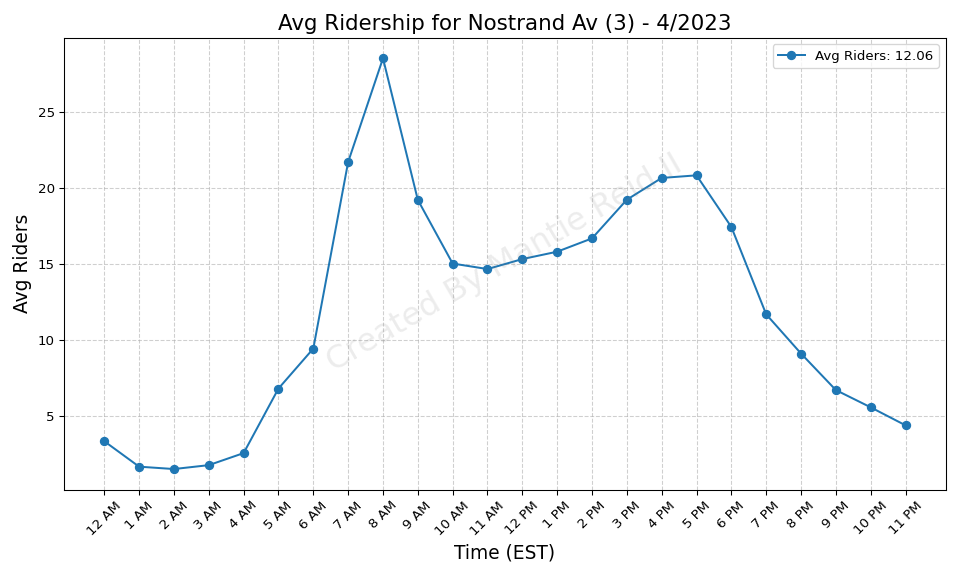 Avg Ridership for Nostrand Av (3) - 4/2023
Avg Riders: 12.06
Avg Riders
25
20
15
10
5
Created By Mantie Reid II
12 AM
1 AM
2 AM
3 AM
4 AM
5 AM
6 AM
7 AM
8 AM
9 AM
10 AM
11 AM
12 PM
1 PM
2 PM
3 PM
4 PM
5 PM
6 PM
7 PM
8 PM
9 PM
10 PM
11 PM
Time (EST)